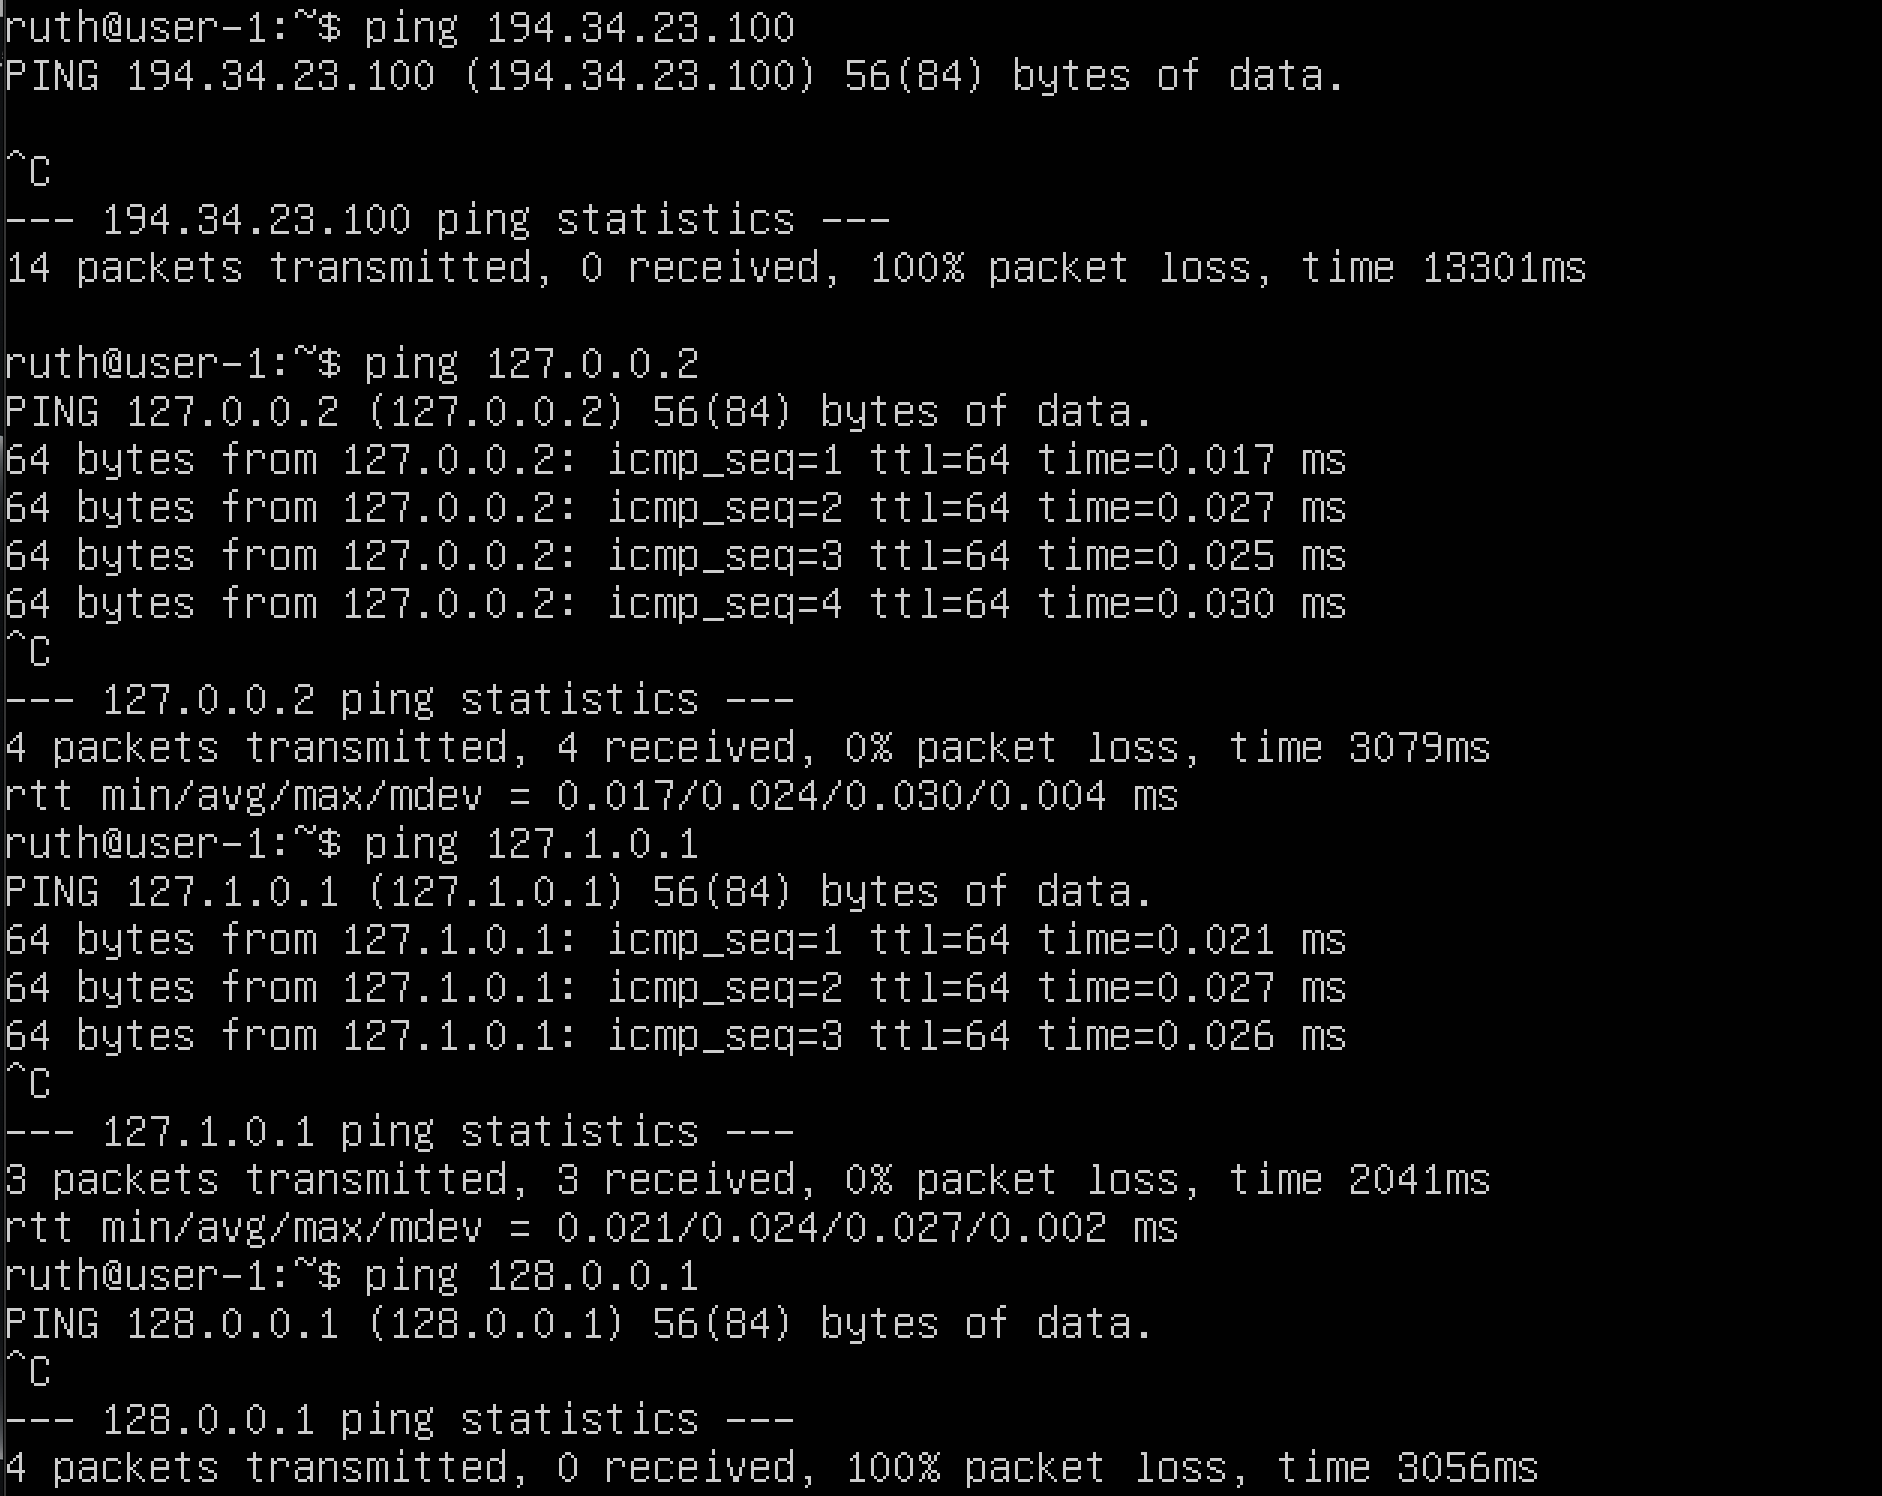 ruth@user-1:~$ ping 194.34.23.100
PING 194.34.23.100 (194.34.23.100) 56(84) bytes of data.
^C
--- 194.34.23.100 ping statistics ---
14 packets transmitted, 0 received, 100% packet loss, time 13301ms
ruth@user-1:~$ ping 127.0.0.2
PING 127.0.0.2 (127.0.0.2) 56(84) bytes of data.
64 bytes from 127.0.0.2: icmp_seq=1 ttl=64 time=0.017 ms
64 bytes from 127.0.0.2: icmp_seq=2 ttl=64 time=0.027 ms
64 bytes from 127.0.0.2: icmp_seq=3 ttl=64 time=0.025 ms
64 bytes from 127.0.0.2: icmp_seq=4 ttl=64 time=0.030 ms
^C
--- 127.0.0.2 ping statistics ---
4 packets transmitted, 4 received, 0% packet loss, time 3079ms
rtt min/avg/max/mdev = 0.017/0.024/0.030/0.004 ms
ruth@user-1:~$ ping 127.1.0.1
PING 127.1.0.1 (127.1.0.1) 56(84) bytes of data.
64 bytes from 127.1.0.1: icmp_seq=1 ttl=64 time=0.021 ms
64 bytes from 127.1.0.1: icmp_seq=2 ttl=64 time=0.027 ms
64 bytes from 127.1.0.1: icmp_seq=3 ttl=64 time=0.026 ms
^C
--- 127.1.0.1 ping statistics ---
3 packets transmitted, 3 received, 0% packet loss, time 2041ms
rtt min/avg/max/mdev = 0.021/0.024/0.027/0.002 ms
ruth@user-1:~$ ping 128.0.0.1
PING 128.0.0.1 (128.0.0.1) 56(84) bytes of data.
^C
--- 128.0.0.1 ping statistics ---
4 packets transmitted, 0 received, 100% packet loss, time 3056ms